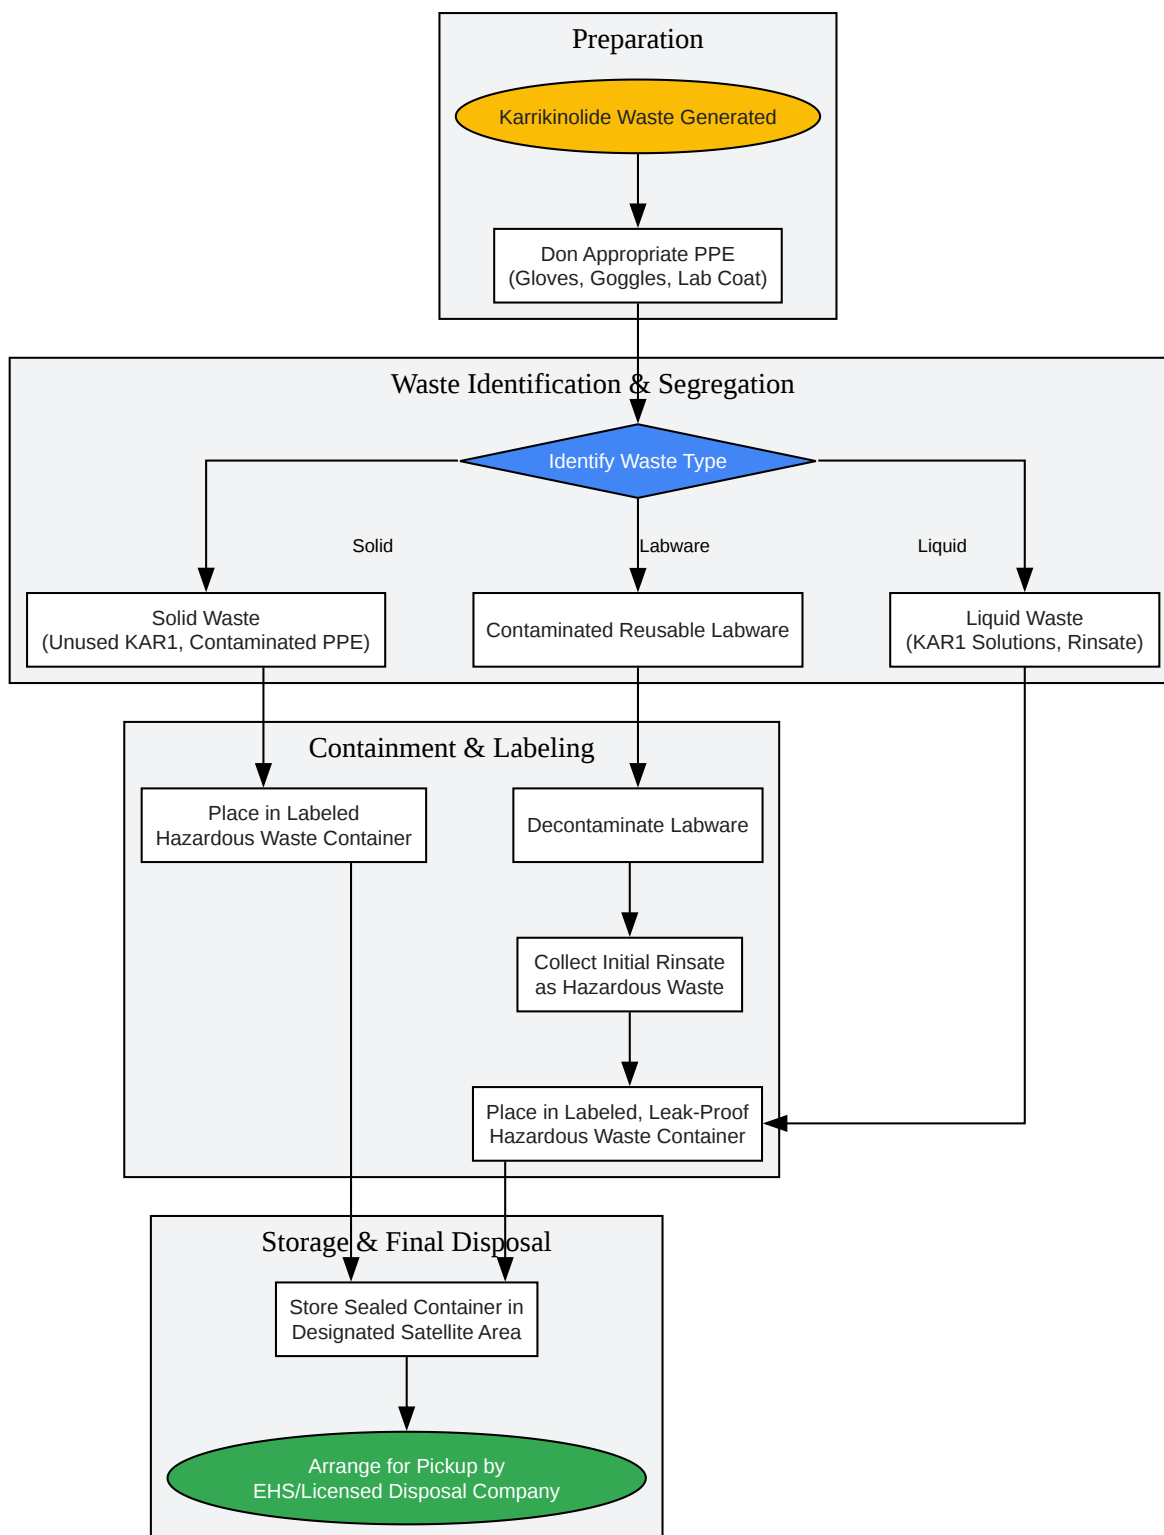 Preparation
Karrikinolide Waste Generated
Don Appropriate PPE
(Gloves, Goggles, Lab Coat)
Waste Identification & Segregation
Identify Waste Type
Solid
Labware
Liquid
Solid Waste
(Unused KAR1, Contaminated PPE)
Contaminated Reusable Labware
Liquid Waste
(KAR1 Solutions, Rinsate)
Containment & Labeling
Place in Labeled
Hazardous Waste Container
Decontaminate Labware
Collect Initial Rinsate
as Hazardous Waste
Place in Labeled, Leak-Proof
Hazardous Waste Container
Storage & Final Disposal
Store Sealed Container in
Designated Satellite Area
Arrange for Pickup by
EHS/Licensed Disposal Company